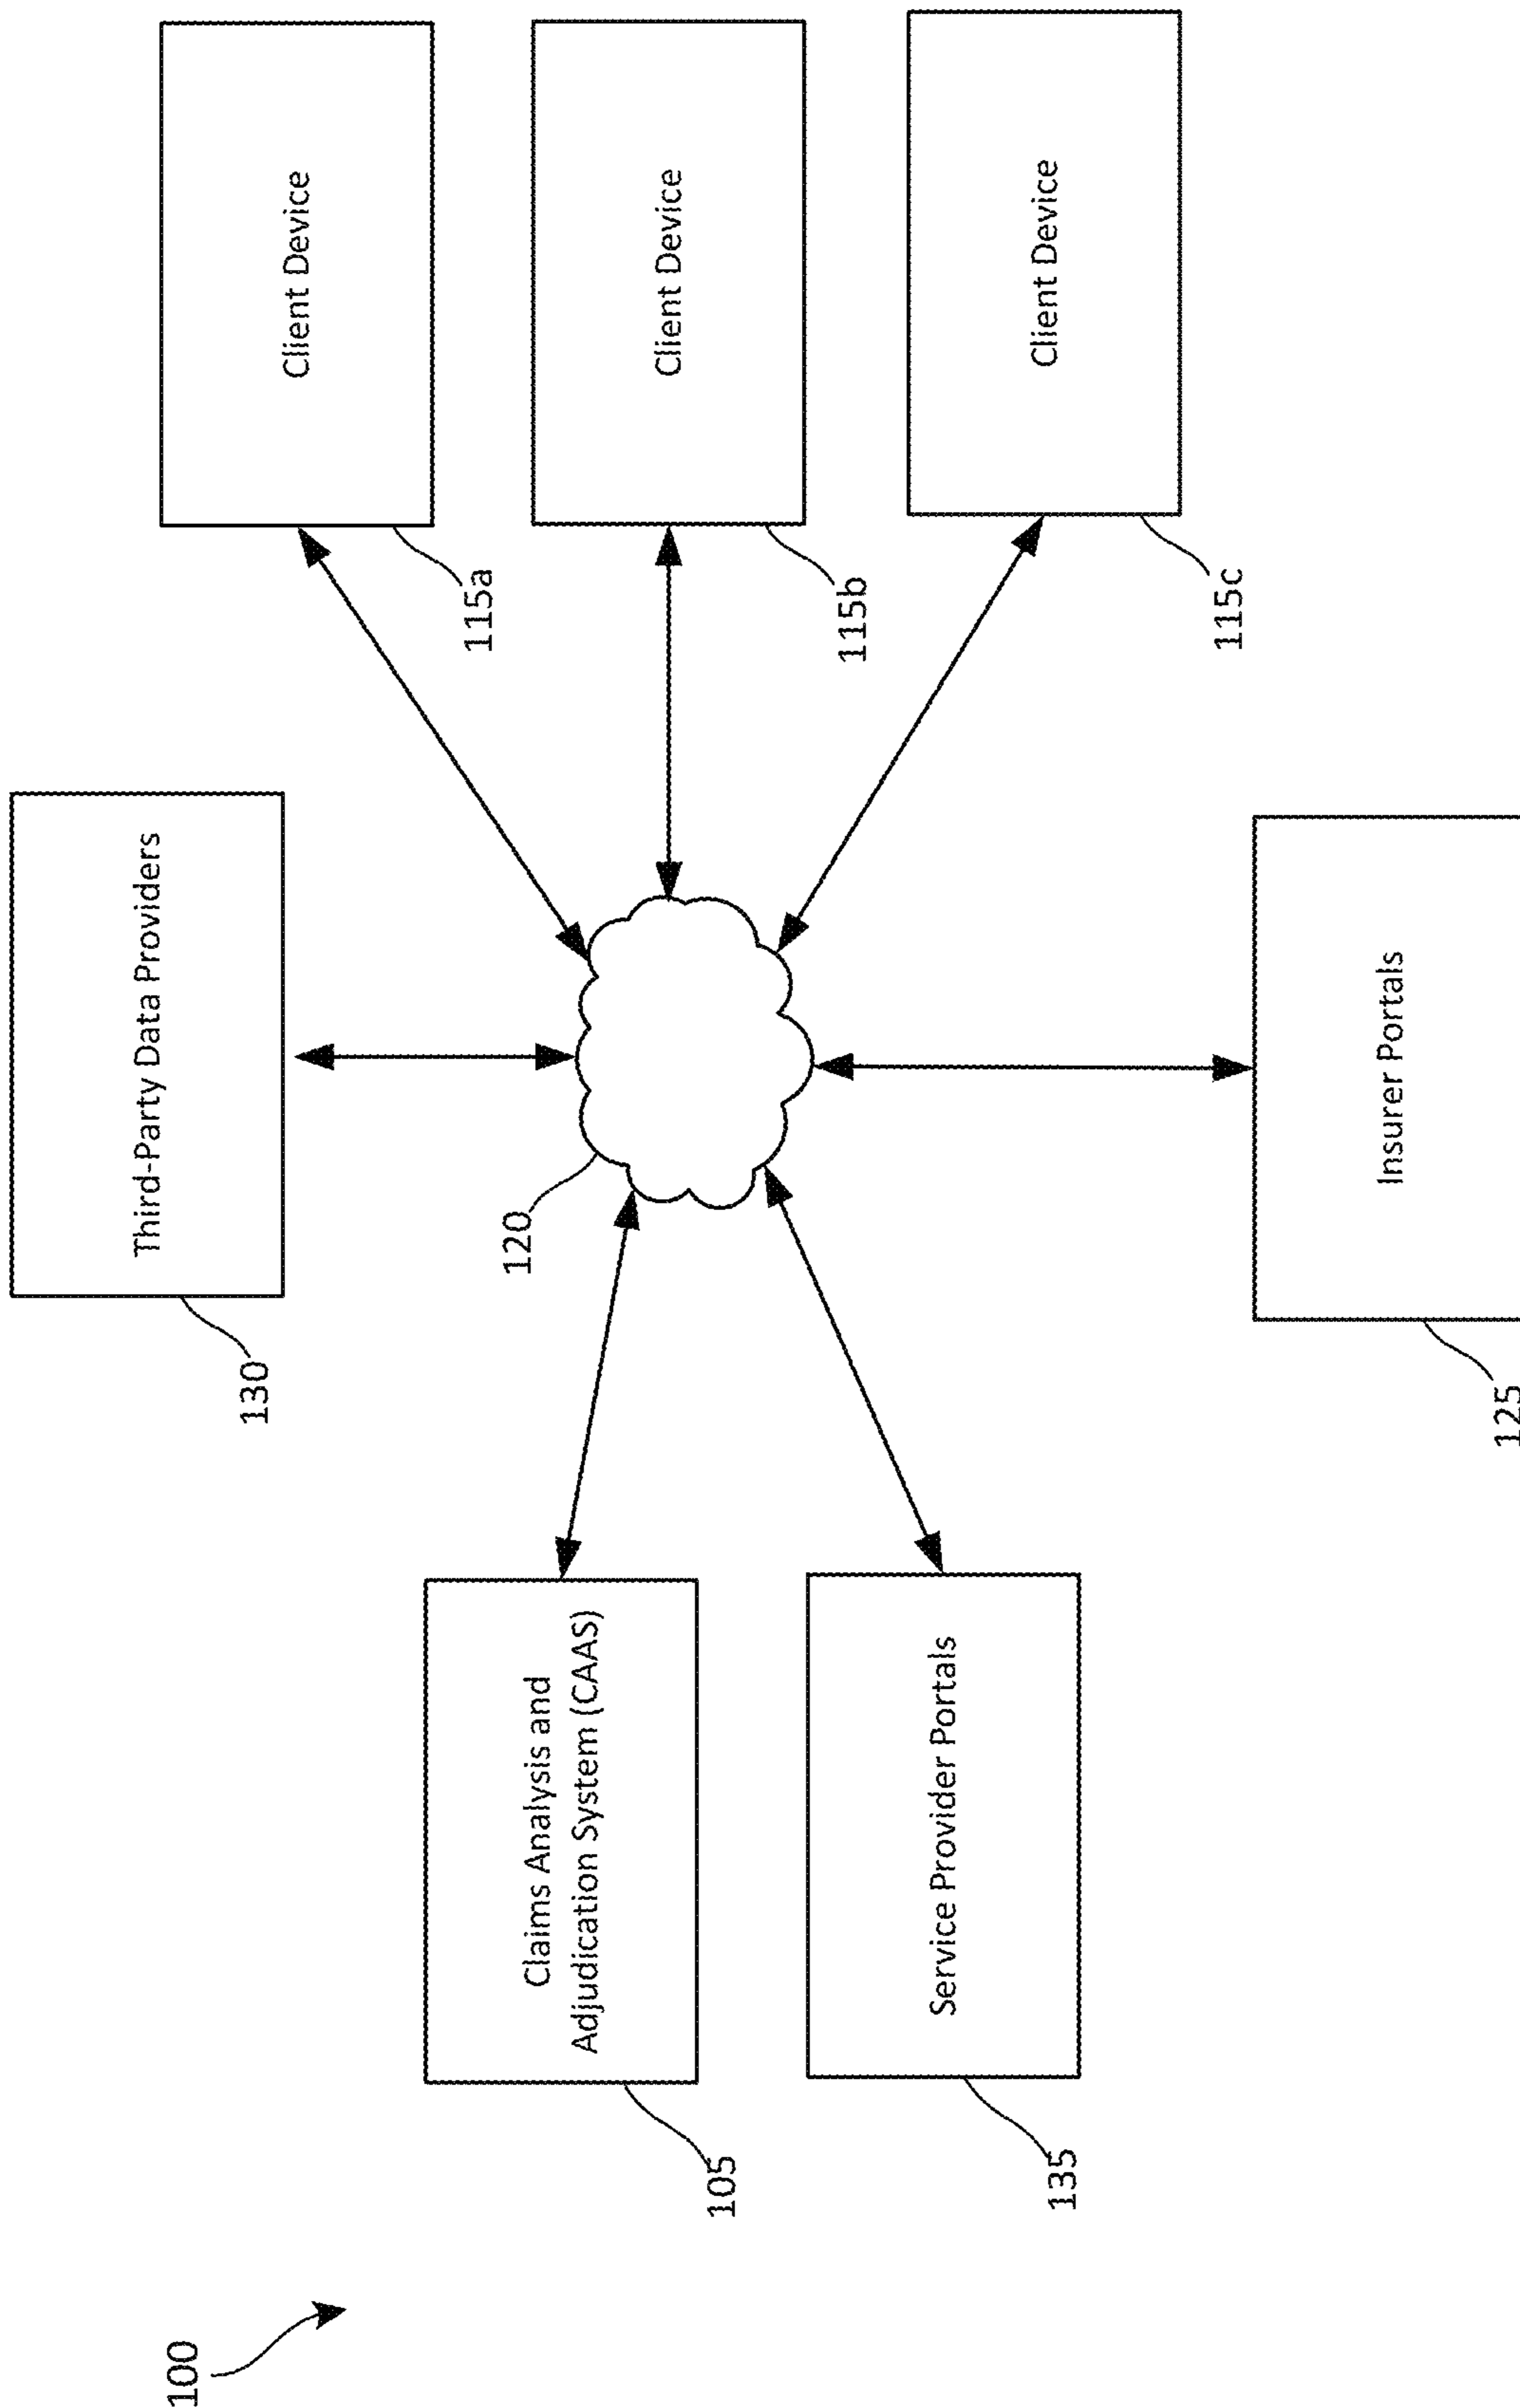 100
Third-Party Data Providers
130
Claims Analysis and
Adjudication System (CAAS)
105
120
Client Device
115a
Client Device
115b
Service Provider Portals
135
Client Device
115c
Insurer Portals
125